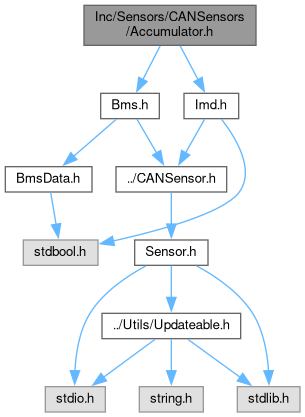 Inc/Sensors/CANSensors
/Accumulator.h
Bms.h
Imd.h
BmsData.h
../CANSensor.h
stdbool.h
Sensor.h
../Utils/Updateable.h
stdio.h
string.h
stdlib.h